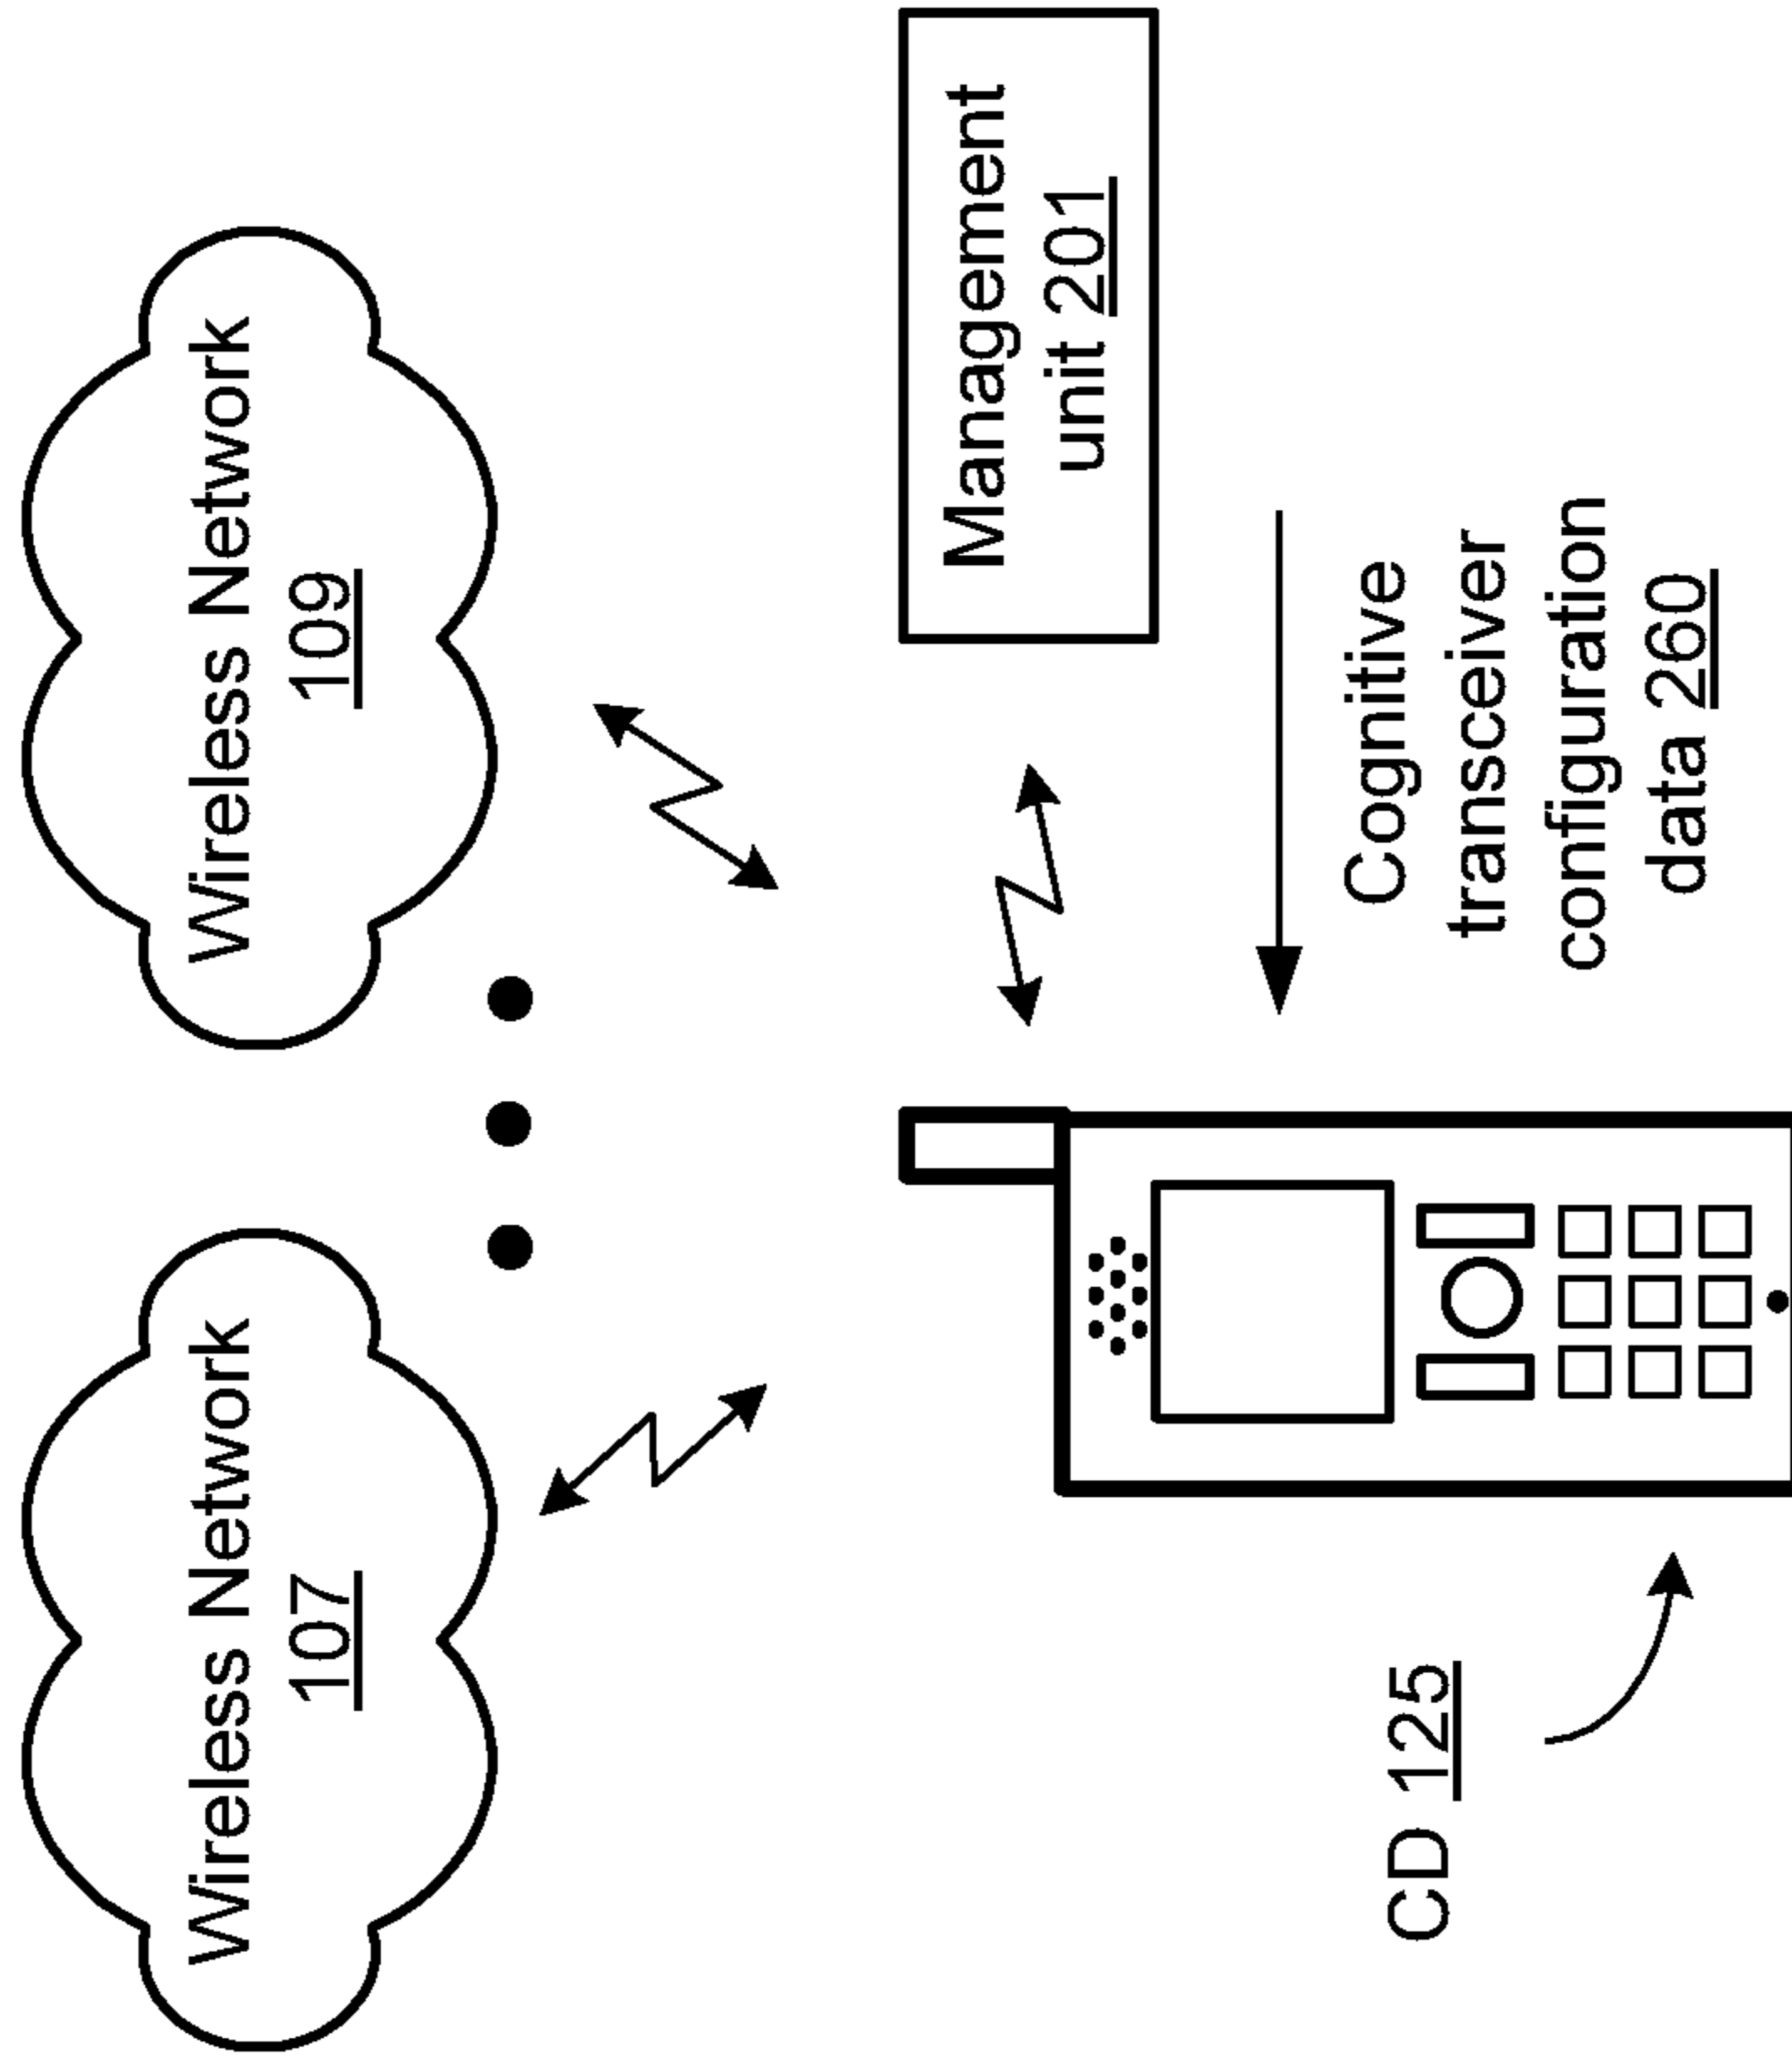 Wireless Network
107
Wireless Network
109
Management
unit 201
CD 125
Cognitive
transceiver
configuration
data 260